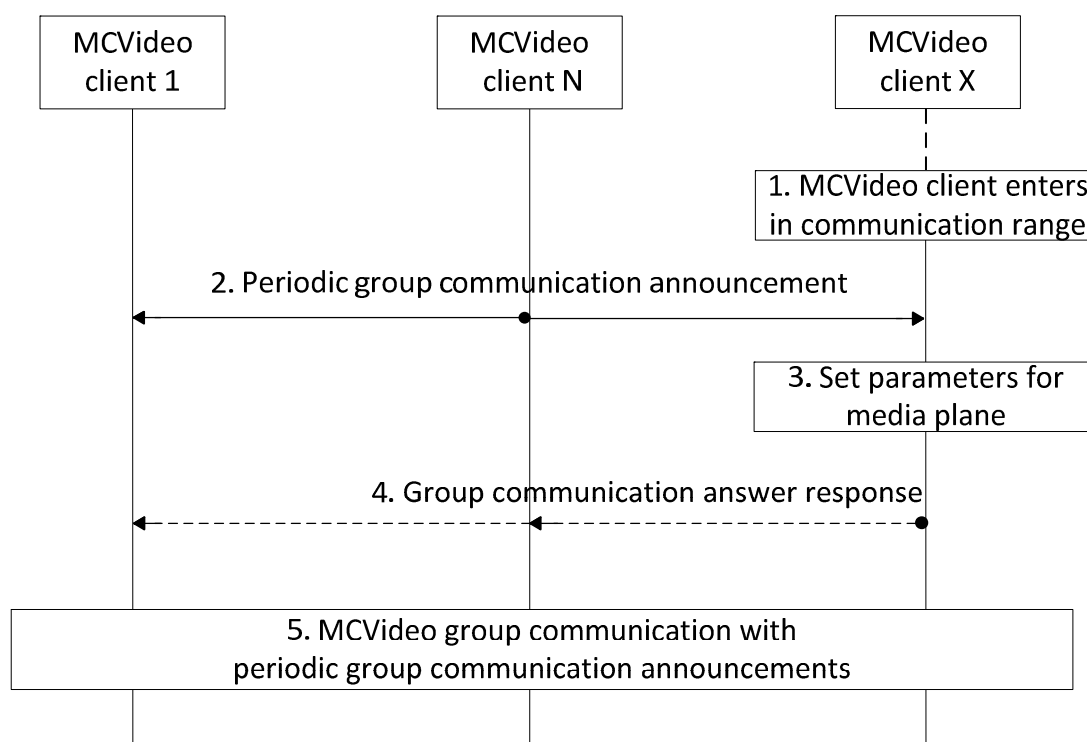 MCVideo
client 1
MCVideo
client N
MCVideo
client X
1. MCVideo client enters
in communication range
2. Periodic group communication announcement
3. Set parameters for
media plane
4. Group communication answer response
5. MCVideo group communication with
periodic group communication announcements